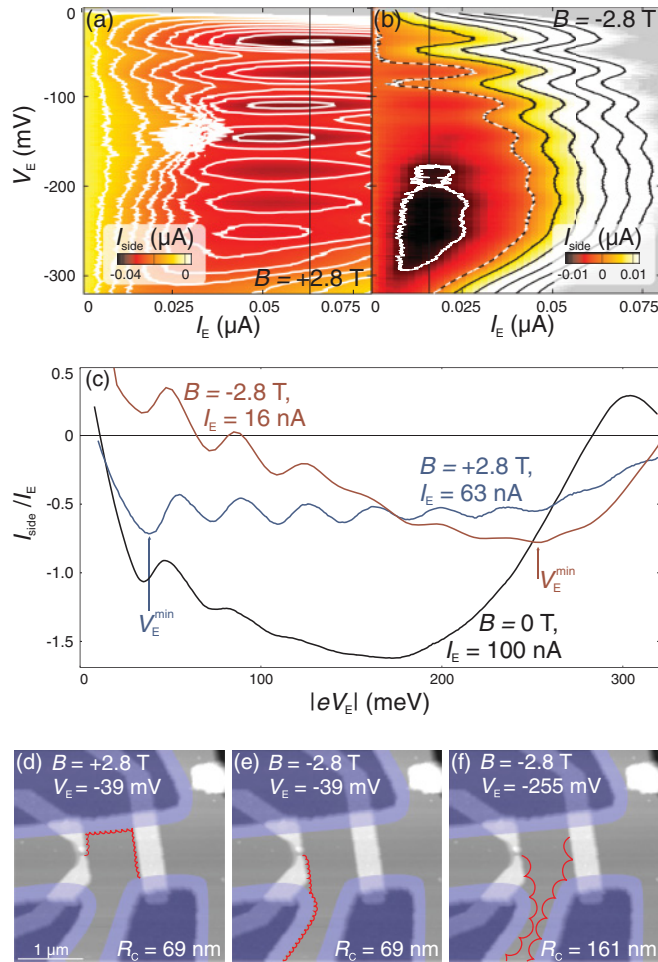 (a)
(b) B = -2.8 T
0
-100
-200
-300
V_E (mV)
I_side (μA)
-0.04 0
B = +2.8 T
I_side (μA)
-0.01 0.01
0 0.025 0.05 0.075
I_E (μA)
0 0.025 0.05 0.075
I_E (μA)
(c)
0.5
0
-0.5
-1.0
-1.5
I_side / I_E
B = -2.8 T,
I_E = 16 nA
B = +2.8 T,
I_E = 63 nA
V_E^min
V_E^min
B = 0 T,
I_E = 100 nA
0 100 200 300
|eV_E| (meV)
(d) B = +2.8 T
V_E = -39 mV
1 μm
R_C = 69 nm
(e) B = -2.8 T
V_E = -39 mV
R_C = 69 nm
(f) B = -2.8 T
V_E = -255 mV
R_C = 161 nm